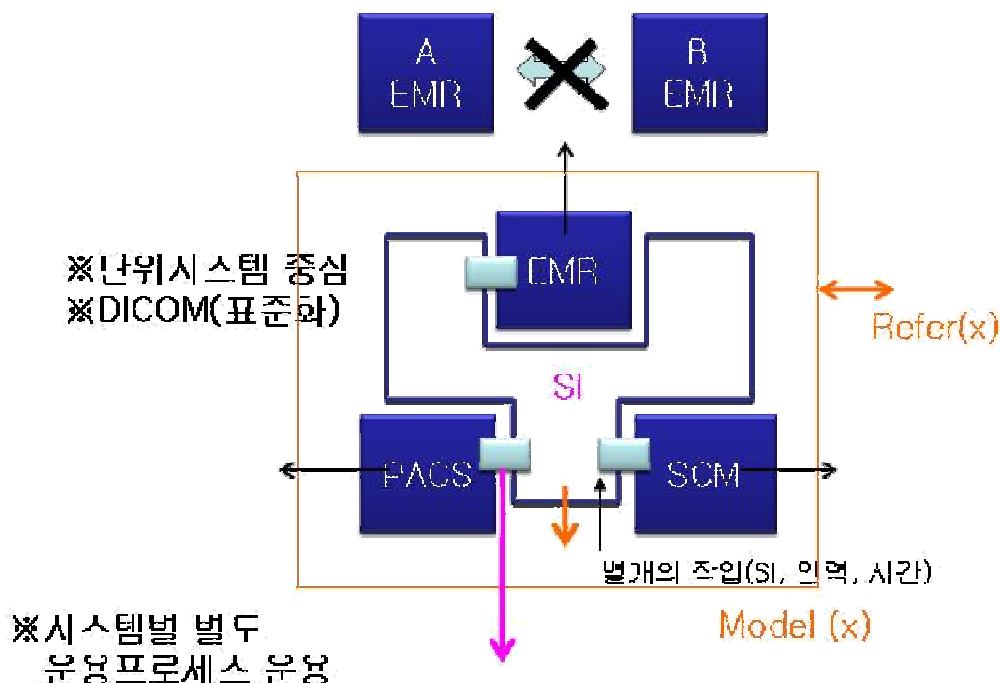 A
EMR
B
EMR
※단위시스템 중심
※DICOM(표준화)
EMR
Refer(x)
SI
PACS
SCM
별개의 작업(SI, 인력, 시간)
Model (x)
※시스템별 별도
운용프로세스 운용